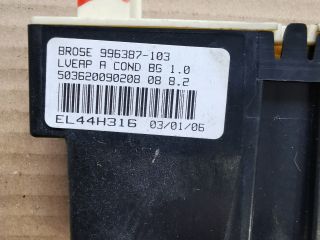 BROSE 996387-103
LVEAP A COND BG 1.0
503620090208 08 8.2
EL44H316 03/01/06